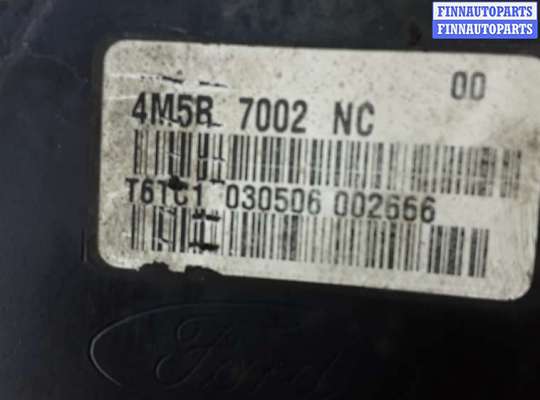 FINNAUTOPARTS
FINNAUTOPARTS
00
4M5R 7002 NC
T6TC1 030506 002666
Ford